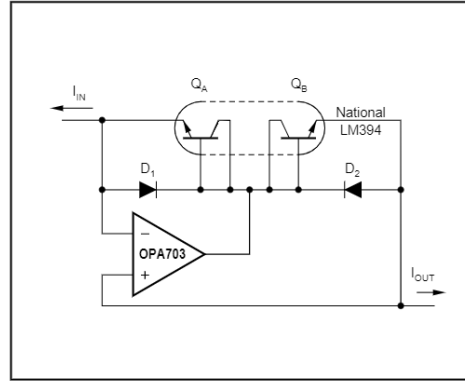 I_IN
Q_A
Q_B
National
LM394
D_1
D_2
−
OPA703
+
I_OUT